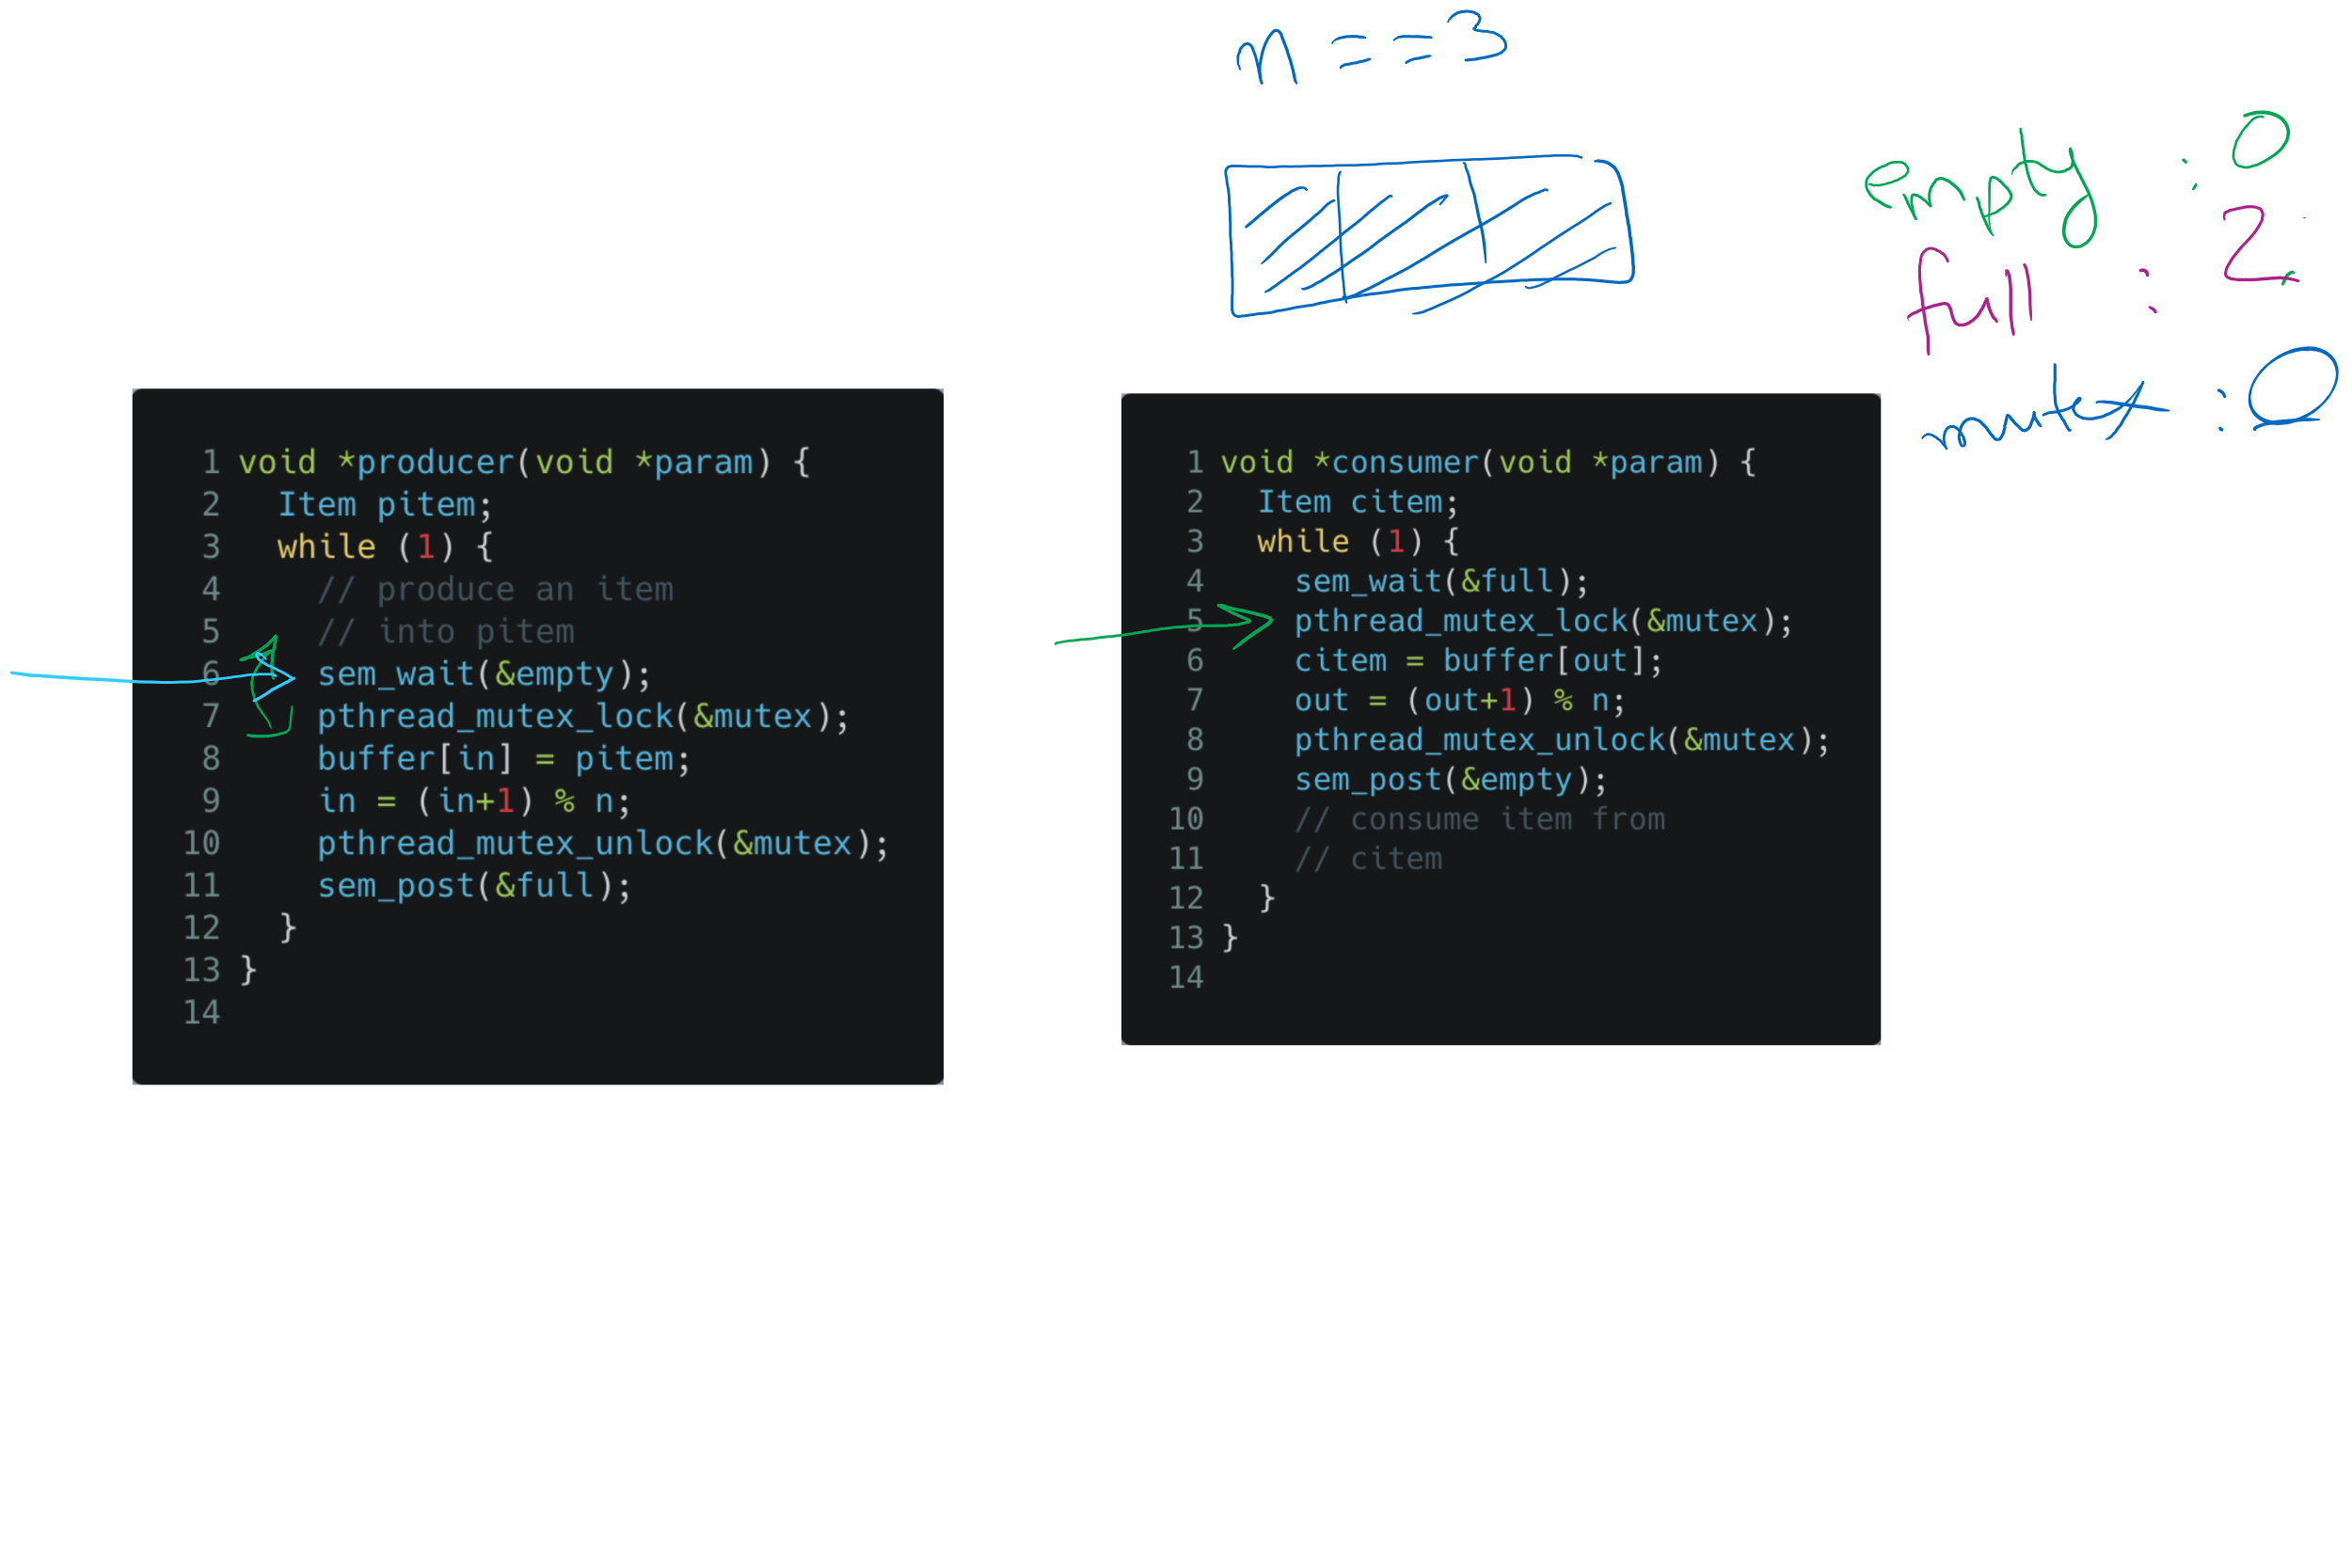 n == 3
empty : 0
full : 2
mutex : 0
1 void *producer(void *param) {
2 Item pitem;
3 while (1) {
4 // produce an item
5 // into pitem
6 sem_wait(&empty);
7 pthread_mutex_lock(&mutex);
8 buffer[in] = pitem;
9 in = (in+1) % n;
10 pthread_mutex_unlock(&mutex);
11 sem_post(&full);
12 }
13 }
14
1 void *consumer(void *param) {
2 Item citem;
3 while (1) {
4 sem_wait(&full);
5 pthread_mutex_lock(&mutex);
6 citem = buffer[out];
7 out = (out+1) % n;
8 pthread_mutex_unlock(&mutex);
9 sem_post(&empty);
10 // consume item from
11 // citem
12 }
13 }
14